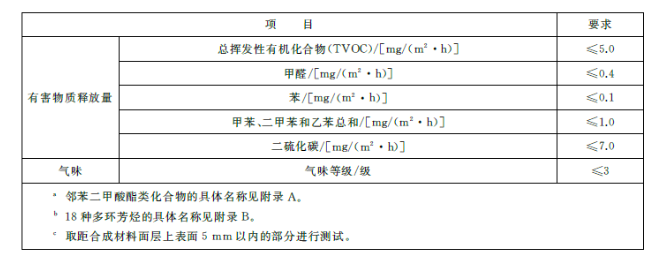 项 目 要求
总挥发性有机化合物(TVOC)/[mg/(m²·h)] ≤5.0
甲醛/[mg/(m²·h)] ≤0.4
有害物质释放量 苯/[mg/(m²·h)] ≤0.1
甲苯、二甲苯和乙苯总和/[mg/(m²·h)] ≤1.0
二硫化碳/[mg/(m²·h)] ≤7.0
气味 气味等级/级 ≤3
ᵃ 邻苯二甲酸酯类化合物的具体名称见附录 A。
ᵇ 18 种多环芳烃的具体名称见附录 B。
ᶜ 取距合成材料面层上表面 5 mm 以内的部分进行测试。